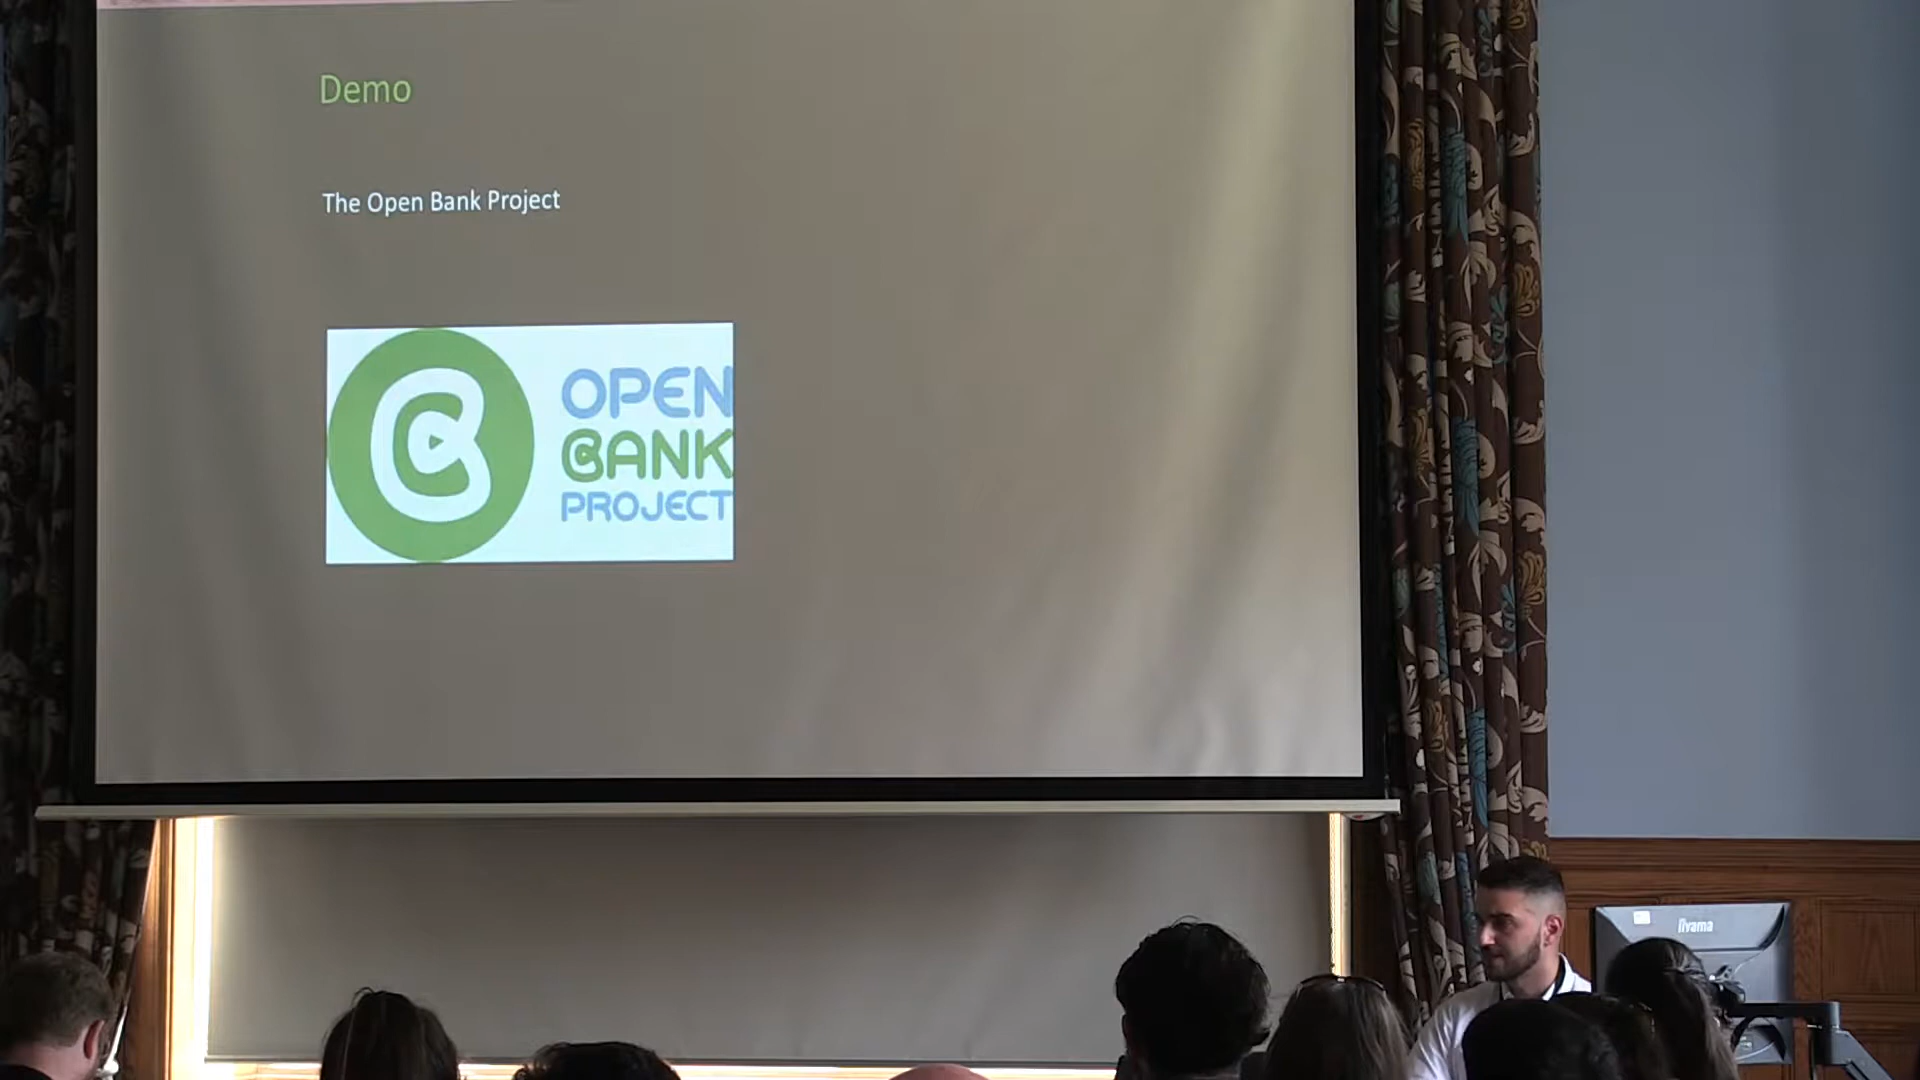 Demo
The Open Bank Project
OPEN
BANK
PROJECT
iiyama